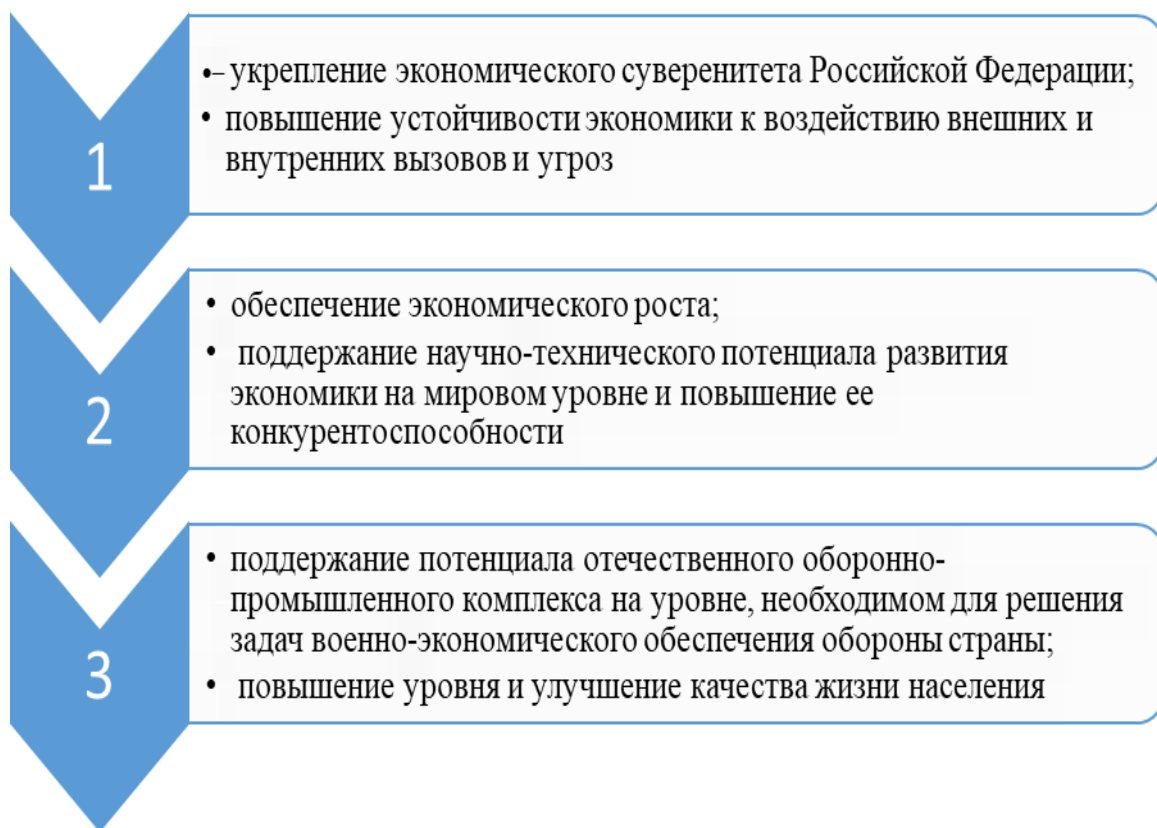 1
•– укрепление экономического суверенитета Российской Федерации;
• повышение устойчивости экономики к воздействию внешних и
внутренних вызовов и угроз
2
• обеспечение экономического роста;
• поддержание научно-технического потенциала развития
экономики на мировом уровне и повышение ее
конкурентоспособности
3
• поддержание потенциала отечественного оборонно-
промышленного комплекса на уровне, необходимом для решения
задач военно-экономического обеспечения обороны страны;
• повышение уровня и улучшение качества жизни населения